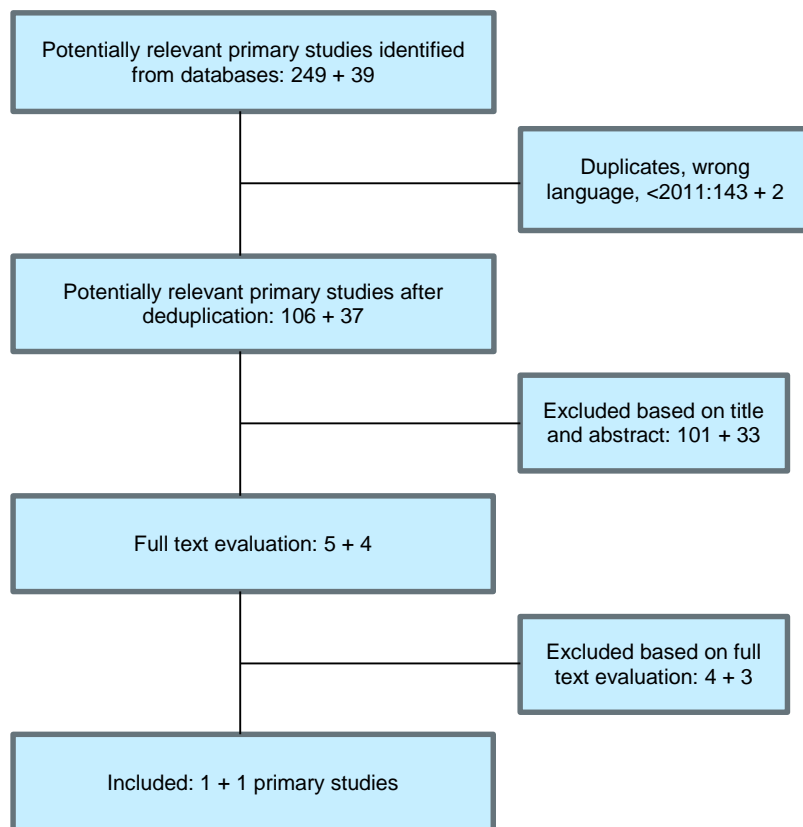 Potentially relevant primary studies identified
from databases: 249 + 39
Duplicates, wrong
language, <2011:143 + 2
Potentially relevant primary studies after
deduplication: 106 + 37
Excluded based on title
and abstract: 101 + 33
Full text evaluation: 5 + 4
Excluded based on full
text evaluation: 4 + 3
Included: 1 + 1 primary studies